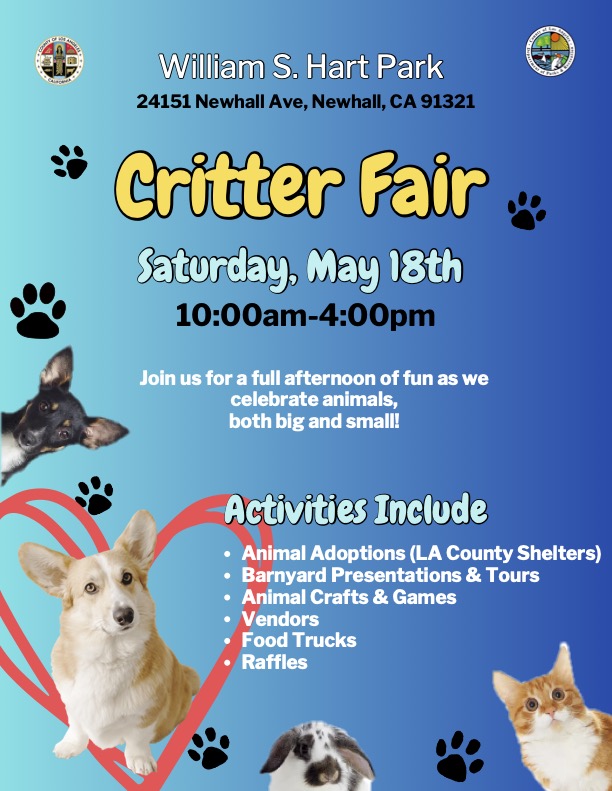 William S. Hart Park
24151 Newhall Ave, Newhall, CA 91321
Critter Fair
Saturday, May 18th
10:00am-4:00pm
Join us for a full afternoon of fun as we
celebrate animals,
both big and small!
Activities Include
• Animal Adoptions (LA County Shelters)
• Barnyard Presentations & Tours
• Animal Crafts & Games
• Vendors
• Food Trucks
• Raffles